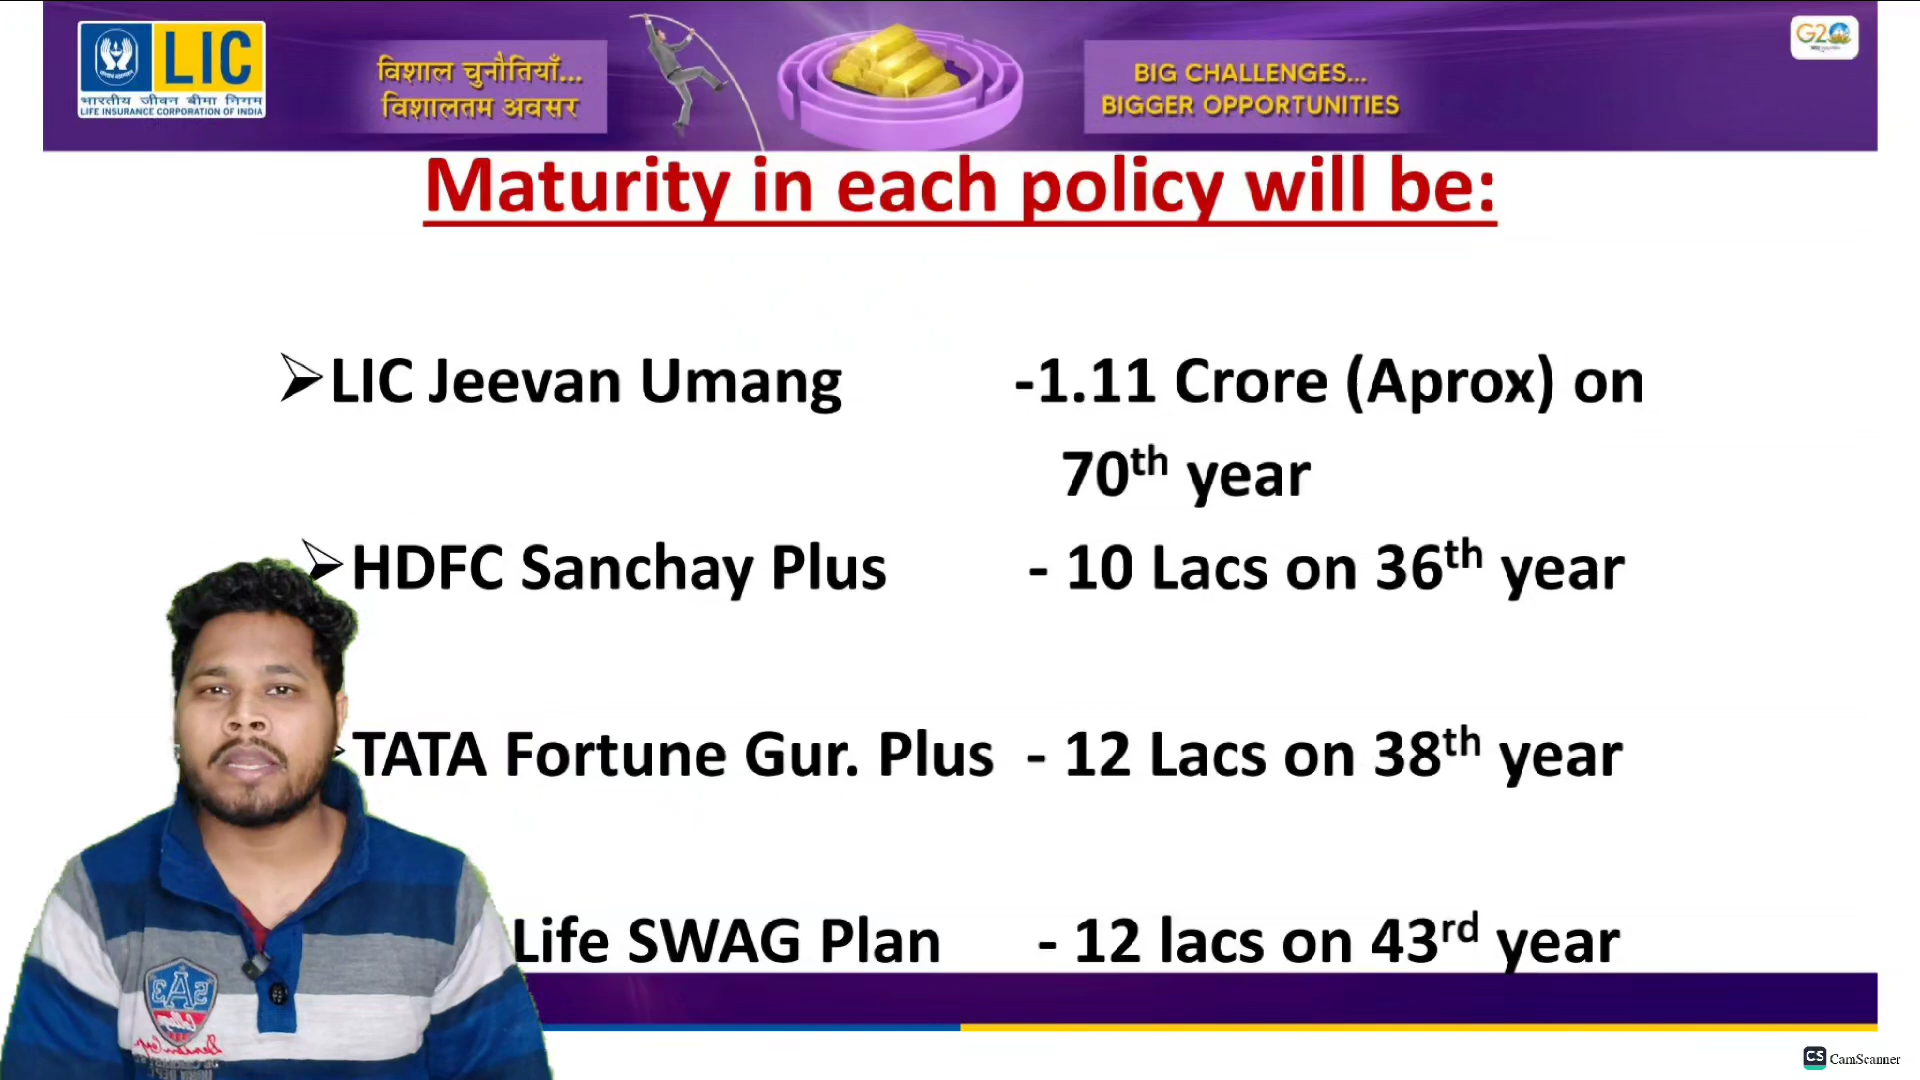 LIC
भारतीय जीवन बीमा निगम
LIFE INSURANCE CORPORATION OF INDIA
विशाल चुनौतियाँ...
विशालतम अवसर
BIG CHALLENGES...
BIGGER OPPORTUNITIES
G20
Maturity in each policy will be:
➢LIC Jeevan Umang -1.11 Crore (Aprox) on
70th year
➢HDFC Sanchay Plus - 10 Lacs on 36th year
TATA Fortune Gur. Plus - 12 Lacs on 38th year
Life SWAG Plan - 12 lacs on 43rd year
CS CamScanner